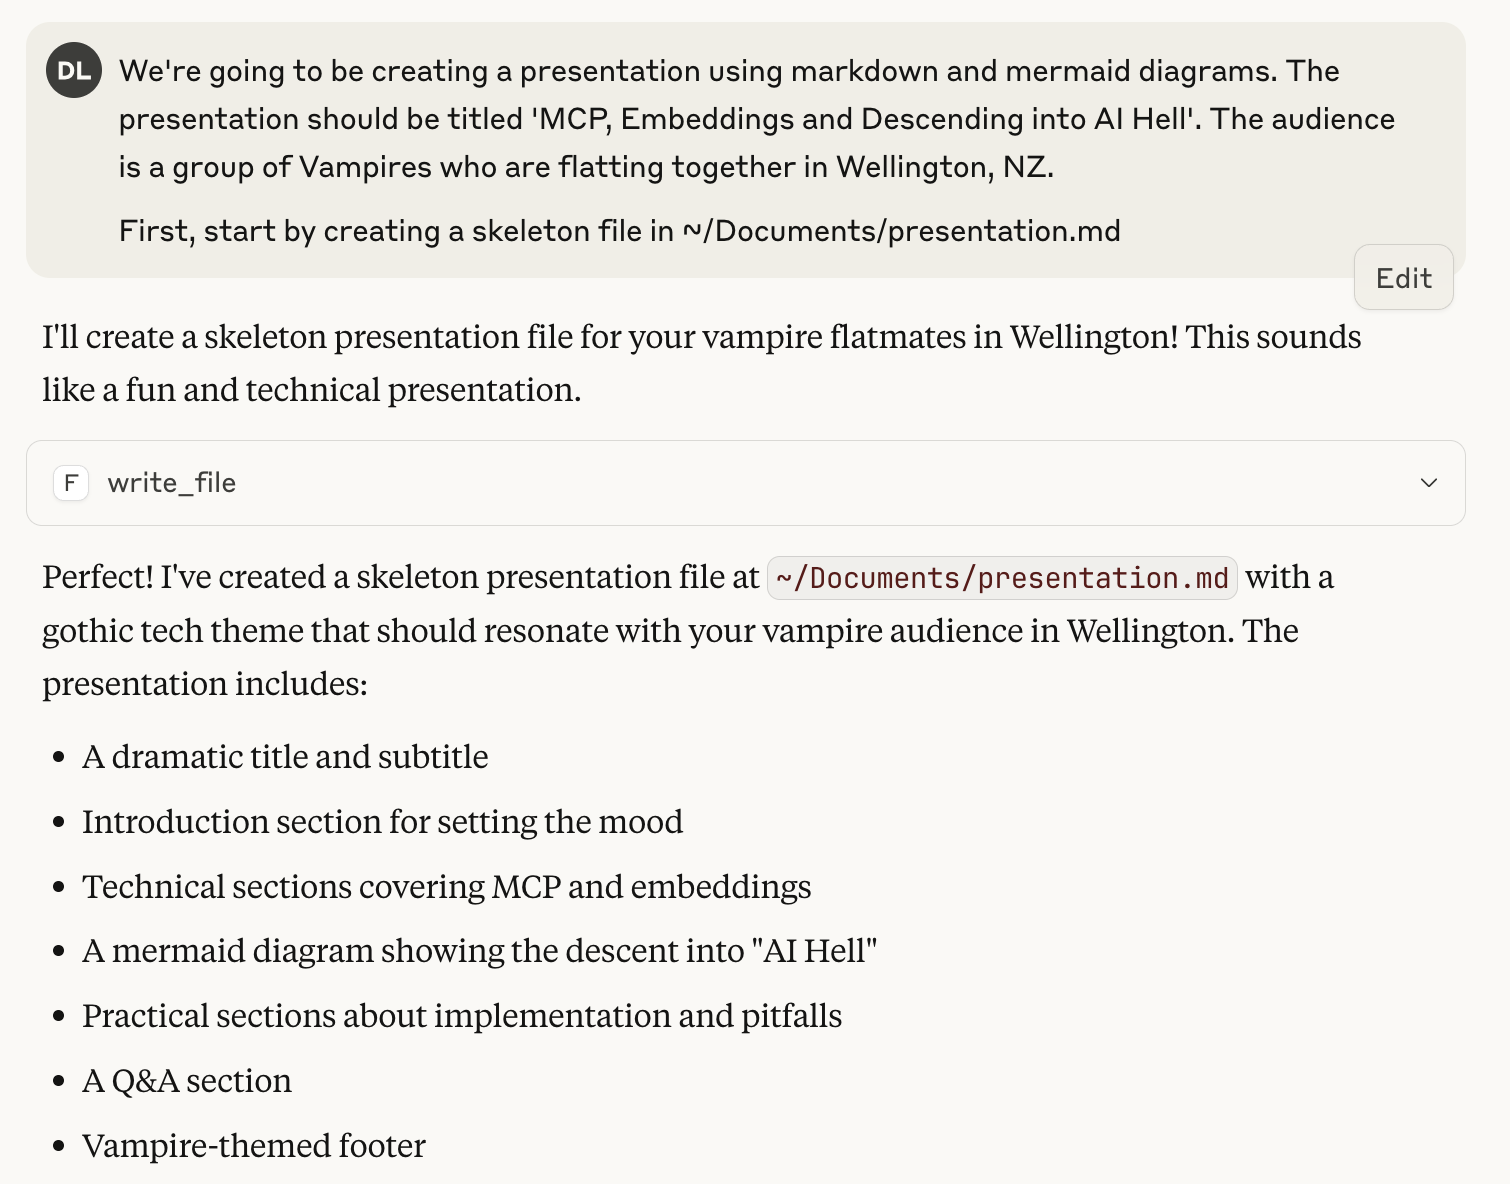 DL
We're going to be creating a presentation using markdown and mermaid diagrams. The
presentation should be titled 'MCP, Embeddings and Descending into AI Hell'. The audience
is a group of Vampires who are flatting together in Wellington, NZ.
First, start by creating a skeleton file in ~/Documents/presentation.md
Edit
I'll create a skeleton presentation file for your vampire flatmates in Wellington! This sounds
like a fun and technical presentation.
F write_file
Perfect! I've created a skeleton presentation file at ~/Documents/presentation.md with a
gothic tech theme that should resonate with your vampire audience in Wellington. The
presentation includes:
• A dramatic title and subtitle
• Introduction section for setting the mood
• Technical sections covering MCP and embeddings
• A mermaid diagram showing the descent into "AI Hell"
• Practical sections about implementation and pitfalls
• A Q&A section
• Vampire-themed footer